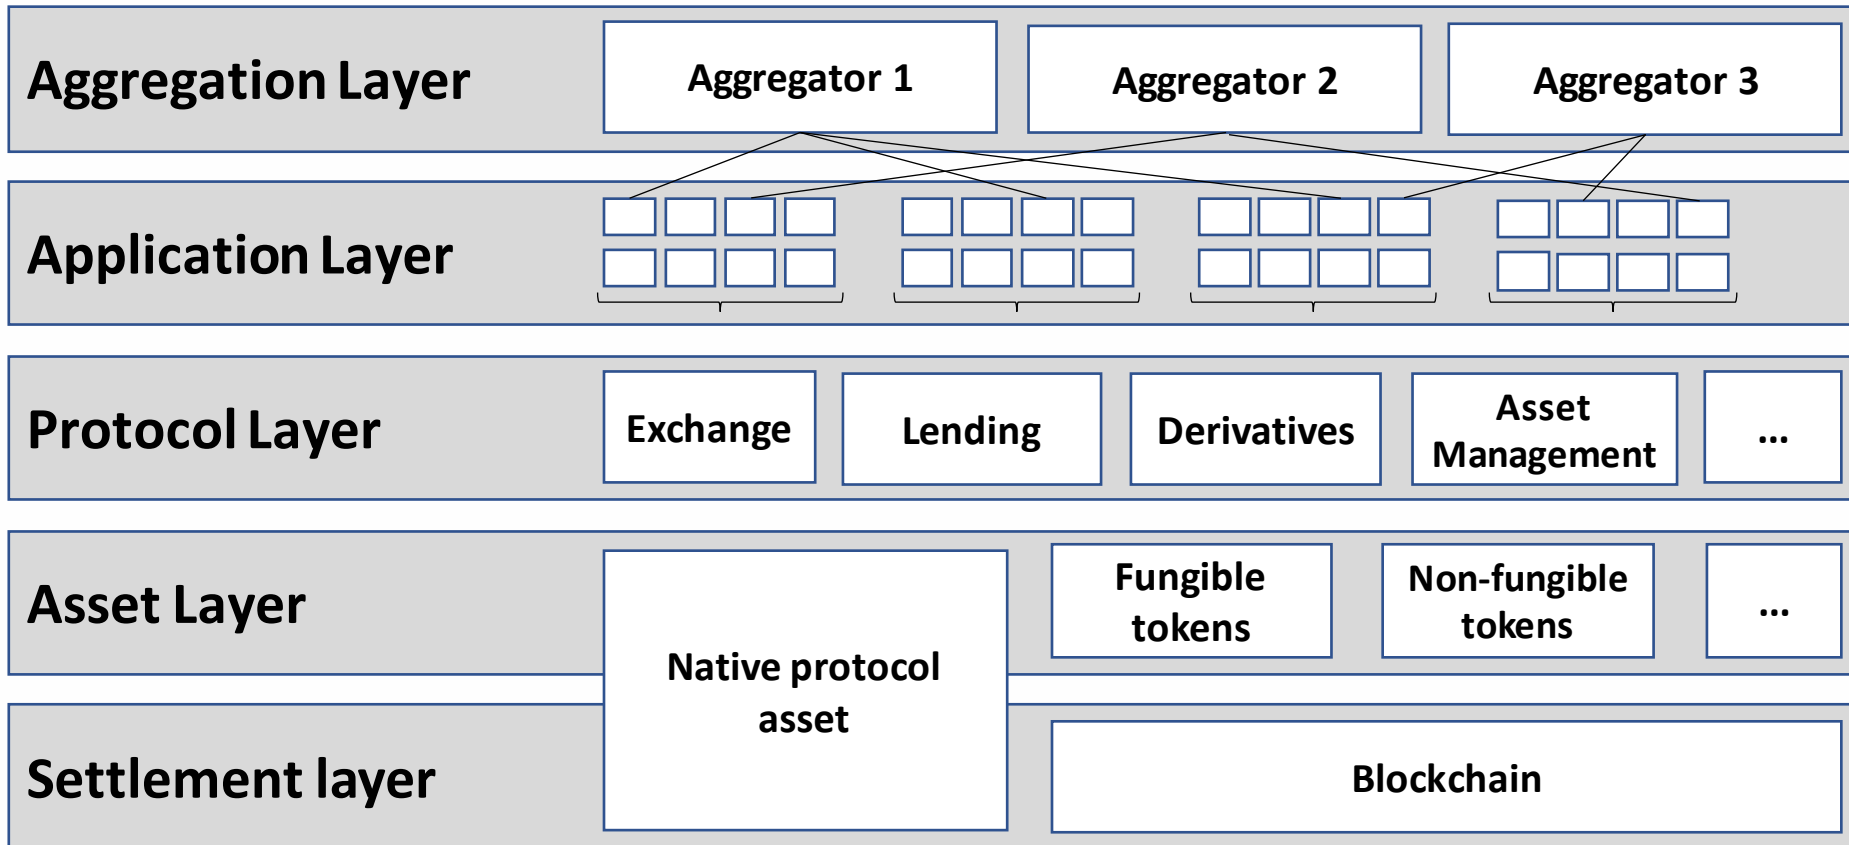 Aggregation Layer
Aggregator 1
Aggregator 2
Aggregator 3
Application Layer
Protocol Layer
Exchange
Lending
Derivatives
Asset
Management
...
Asset Layer
Native protocol
asset
Fungible
tokens
Non-fungible
tokens
...
Settlement layer
Blockchain